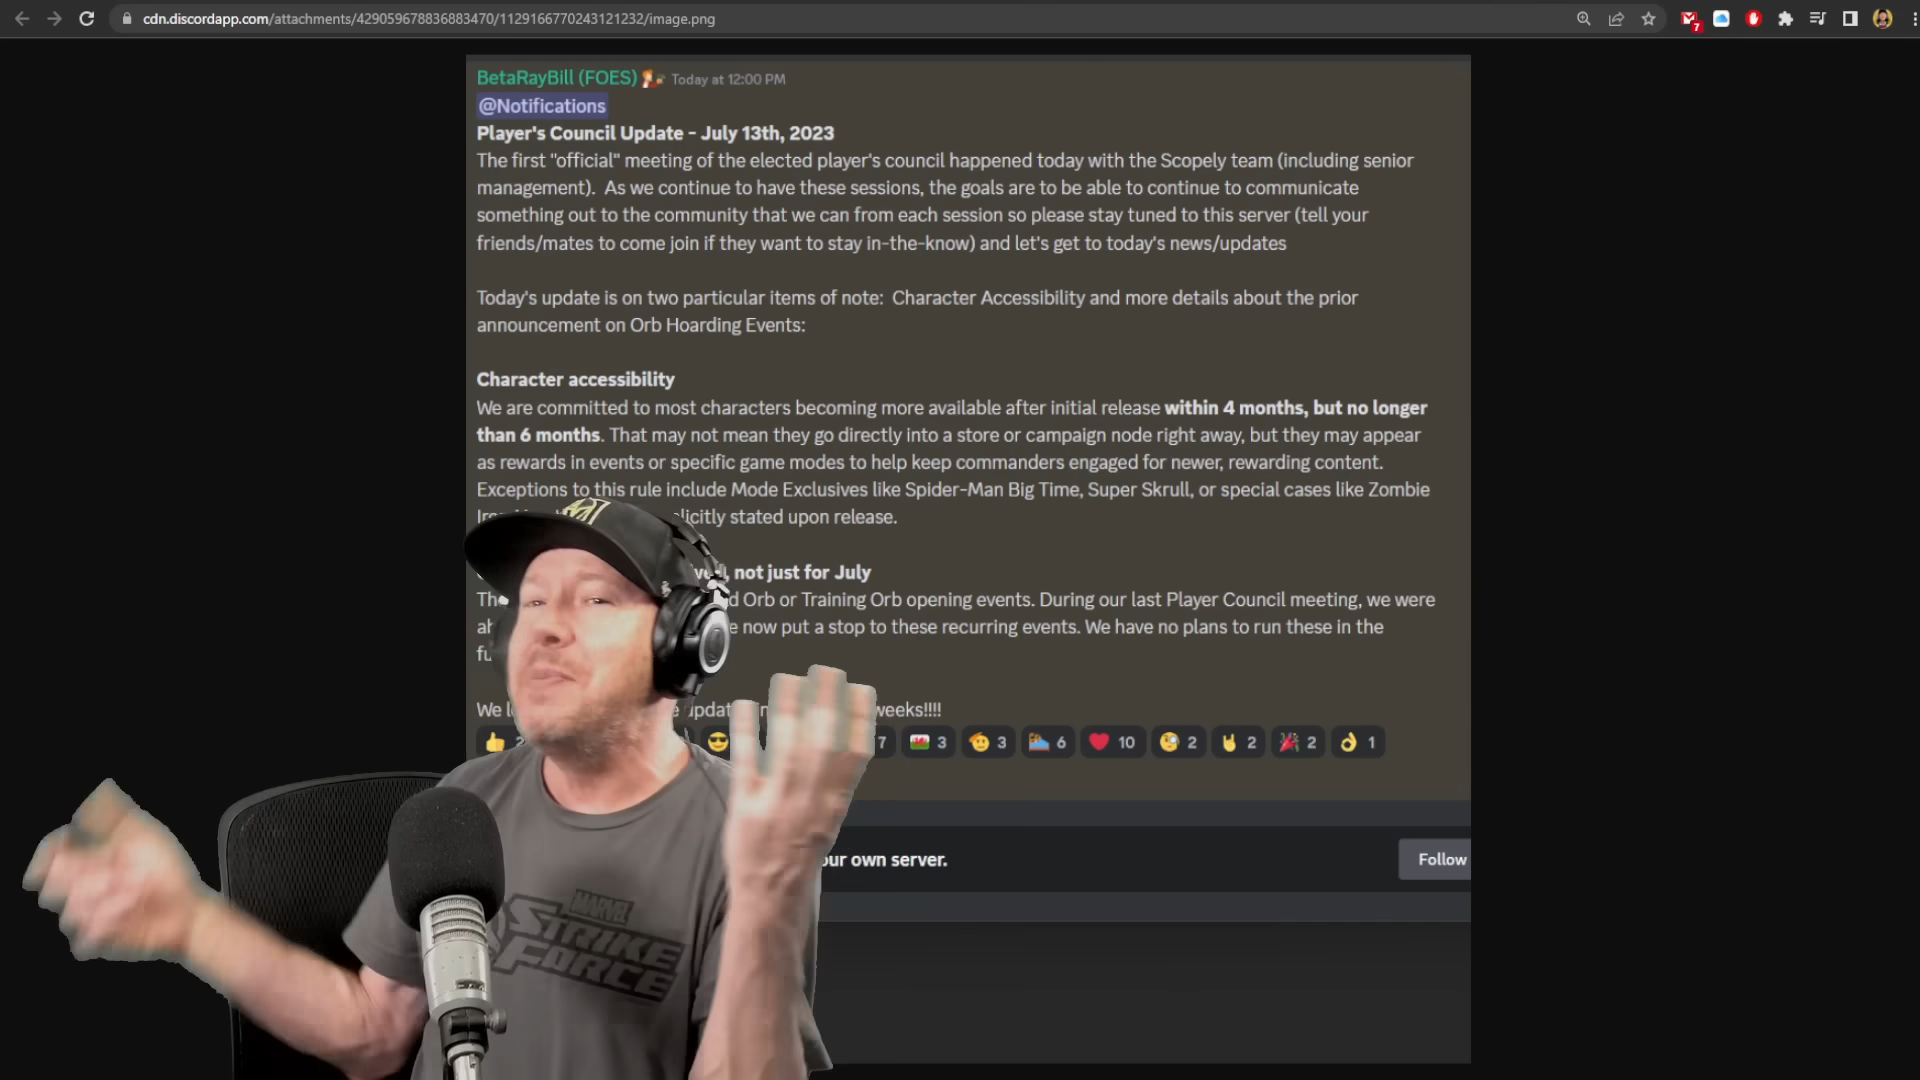 cdn.discordapp.com/attachments/429059678836883470/1129166770243121232/image.png
7
BetaRayBill (FOES) Today at 12:00 PM
@Notifications
Player's Council Update - July 13th, 2023
The first "official" meeting of the elected player's council happened today with the Scopely team (including senior
management).  As we continue to have these sessions, the goals are to be able to continue to communicate
something out to the community that we can from each session so please stay tuned to this server (tell your
friends/mates to come join if they want to stay in-the-know) and let's get to today's news/updates
Today's update is on two particular items of note:  Character Accessibility and more details about the prior
announcement on Orb Hoarding Events:
Character accessibility
We are committed to most characters becoming more available after initial release within 4 months, but no longer
than 6 months. That may not mean they go directly into a store or campaign node right away, but they may appear
as rewards in events or specific game modes to help keep commanders engaged for newer, rewarding content.
Exceptions to this rule include Mode Exclusives like Spider-Man Big Time, Super Skrull, or special cases like Zombie
stated upon release.
not just for July
Orb or Training Orb opening events. During our last Player Council meeting, we were
now put a stop to these recurring events. We have no plans to run these in the
We weeks!!!!
7 3 3 6 10 2 2 2 1
own server.
Follow
MARVEL
STRIKE
FORCE